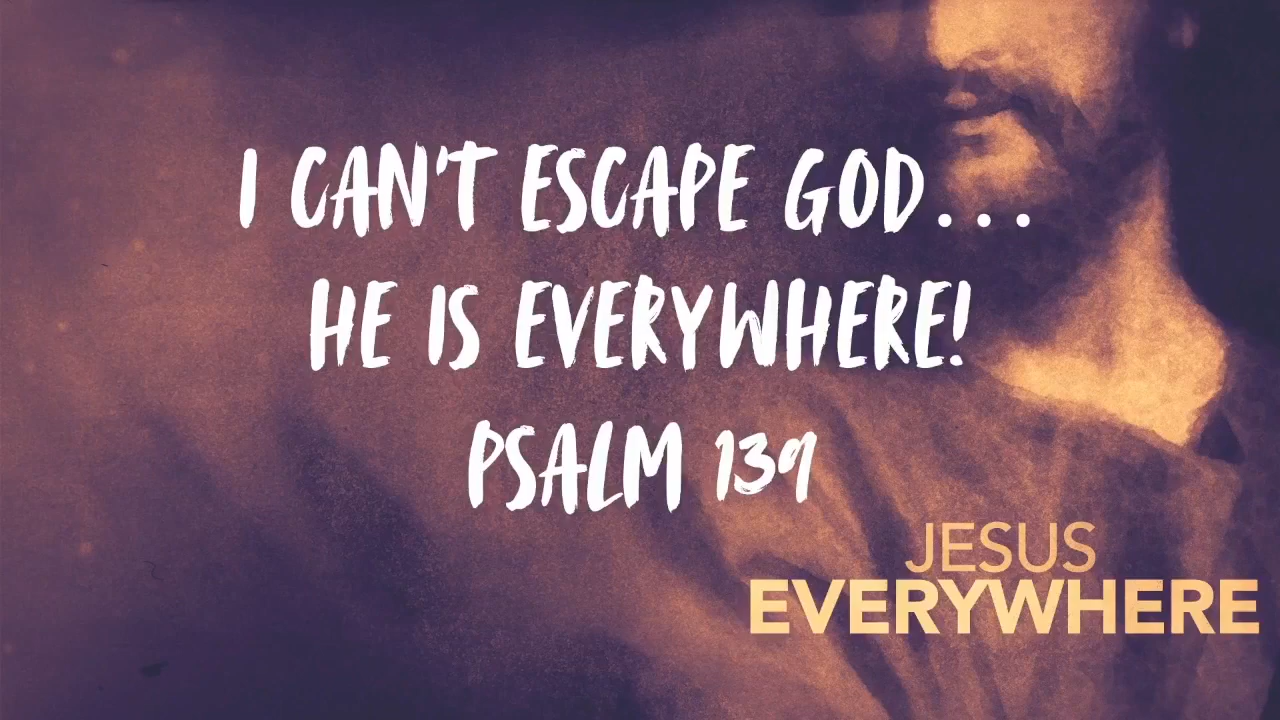 I CAN'T ESCAPE GOD...
HE IS EVERYWHERE!
PSALM 139
JESUS
EVERYWHERE